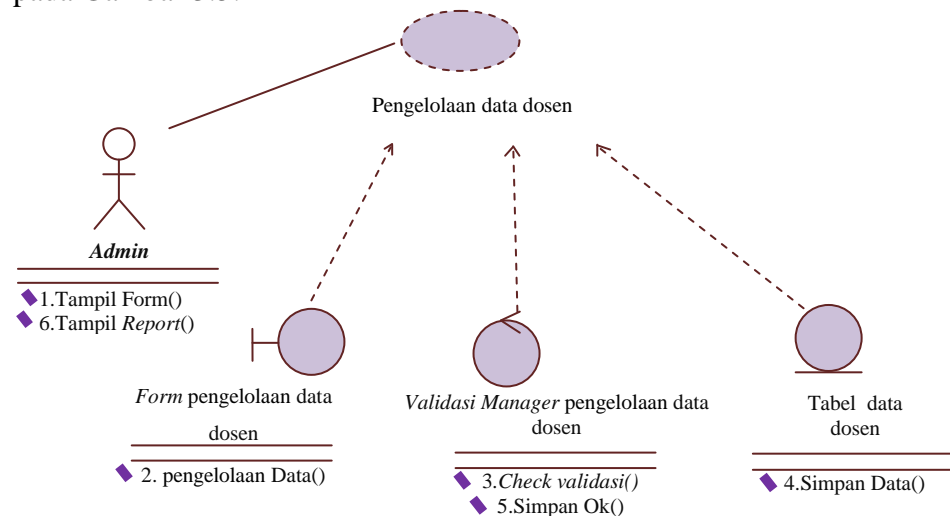 Pengelolaan data dosen
Admin
1.Tampil Form()
6.Tampil Report()
Form pengelolaan data
dosen
2. pengelolaan Data()
Validasi Manager pengelolaan data
dosen
3.Check validasi()
5.Simpan Ok()
Tabel data
dosen
4.Simpan Data()